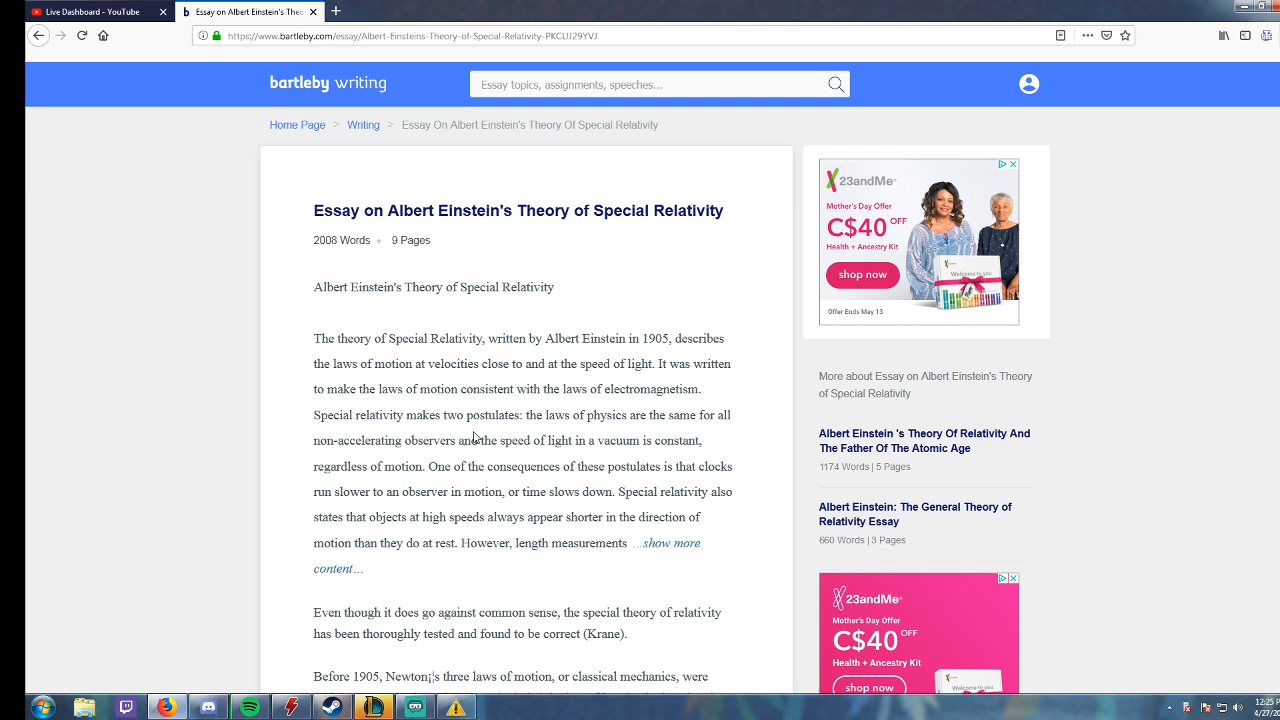 Live Dashboard - YouTube
Essay on Albert Einstein's Theo
https://www.bartleby.com/essay/Albert-Einsteins-Theory-of-Special-Relativity-PKCUJ29YVJ
bartleby writing
Essay topics, assignments, speeches...
Home Page > Writing > Essay On Albert Einstein's Theory Of Special Relativity
Essay on Albert Einstein's Theory of Special Relativity
2008 Words • 9 Pages
Albert Einstein's Theory of Special Relativity
The theory of Special Relativity, written by Albert Einstein in 1905, describes
the laws of motion at velocities close to and at the speed of light. It was written
to make the laws of motion consistent with the laws of electromagnetism.
Special relativity makes two postulates: the laws of physics are the same for all
non-accelerating observers and the speed of light in a vacuum is constant,
regardless of motion. One of the consequences of these postulates is that clocks
run slower to an observer in motion, or time slows down. Special relativity also
states that objects at high speeds always appear shorter in the direction of
motion than they do at rest. However, length measurements …show more
content…
Even though it does go against common sense, the special theory of relativity
has been thoroughly tested and found to be correct (Krane).
Before 1905, Newton¡¦s three laws of motion, or classical mechanics, were
23andMe
Mother's Day Offer
C$40 OFF
Health + Ancestry Kit
shop now
Welcome to you
Offer Ends May 13
More about Essay on Albert Einstein's Theory
of Special Relativity
Albert Einstein 's Theory Of Relativity And
The Father Of The Atomic Age
1174 Words | 5 Pages
Albert Einstein: The General Theory of
Relativity Essay
660 Words | 3 Pages
23andMe
Mother's Day Offer
C$40 OFF
Health + Ancestry Kit
shop now
12:25 P
4/27/20